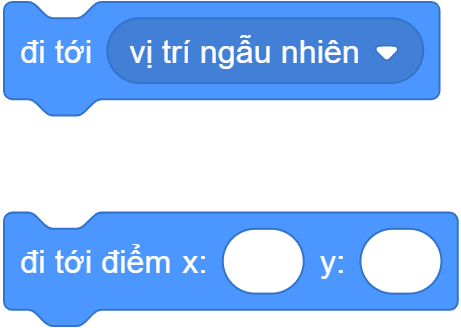 đi tới vị trí ngẫu nhiên
đi tới điểm x: y: